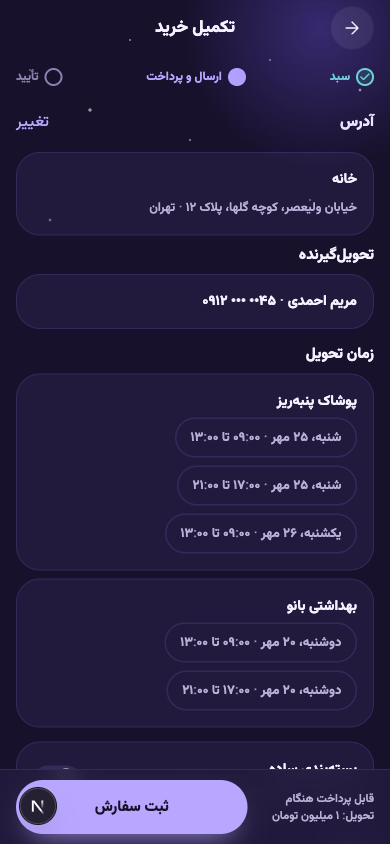 تکمیل خرید
سبد
ارسال و پرداخت
تأیید
آدرس
تغییر
خانه
خیابان ولیعصر، کوچه گلها، پلاک ۱۲ · تهران
تحویل‌گیرنده
مریم احمدی · ۰۹۱۲ ••• ••۴۵
زمان تحویل
پوشاک پنبه‌ریز
شنبه، ۲۵ مهر · ۰۹:۰۰ تا ۱۳:۰۰
شنبه، ۲۵ مهر · ۱۷:۰۰ تا ۲۱:۰۰
یکشنبه، ۲۶ مهر · ۰۹:۰۰ تا ۱۳:۰۰
بهداشتی بانو
دوشنبه، ۲۰ مهر · ۰۹:۰۰ تا ۱۳:۰۰
دوشنبه، ۲۰ مهر · ۱۷:۰۰ تا ۲۱:۰۰
بسته‌بندی ساده
قابل پرداخت هنگام
تحویل: ۱ میلیون تومان
ثبت سفارش
N